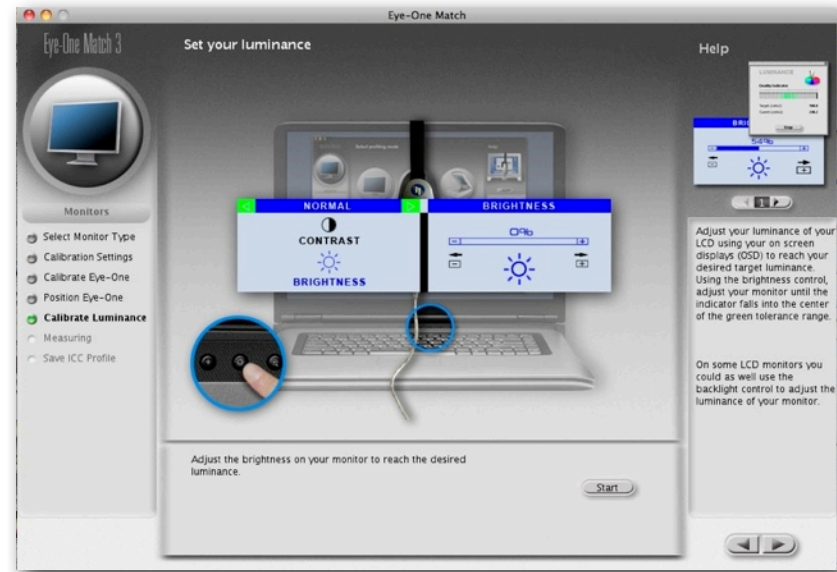 Eye-One Match
Eye-One Match 3
Set your luminance
Help
LUMINANCE
NORMAL
BRIGHTNESS
CONTRAST
0%
BRIGHTNESS
54%
1
Monitors
Select Monitor Type
Calibration Settings
Calibrate Eye-One
Position Eye-One
Calibrate Luminance
Measuring
Save ICC Profile
Adjust your luminance of your
LCD using your on screen
displays (OSD) to reach your
desired target luminance.
Using the brightness control,
adjust your monitor until the
indicator falls into the center
of the green tolerance range.
On some LCD monitors you
could as well use the
backlight control to adjust the
luminance of your monitor.
Adjust the brightness on your monitor to reach the desired
luminance.
Start